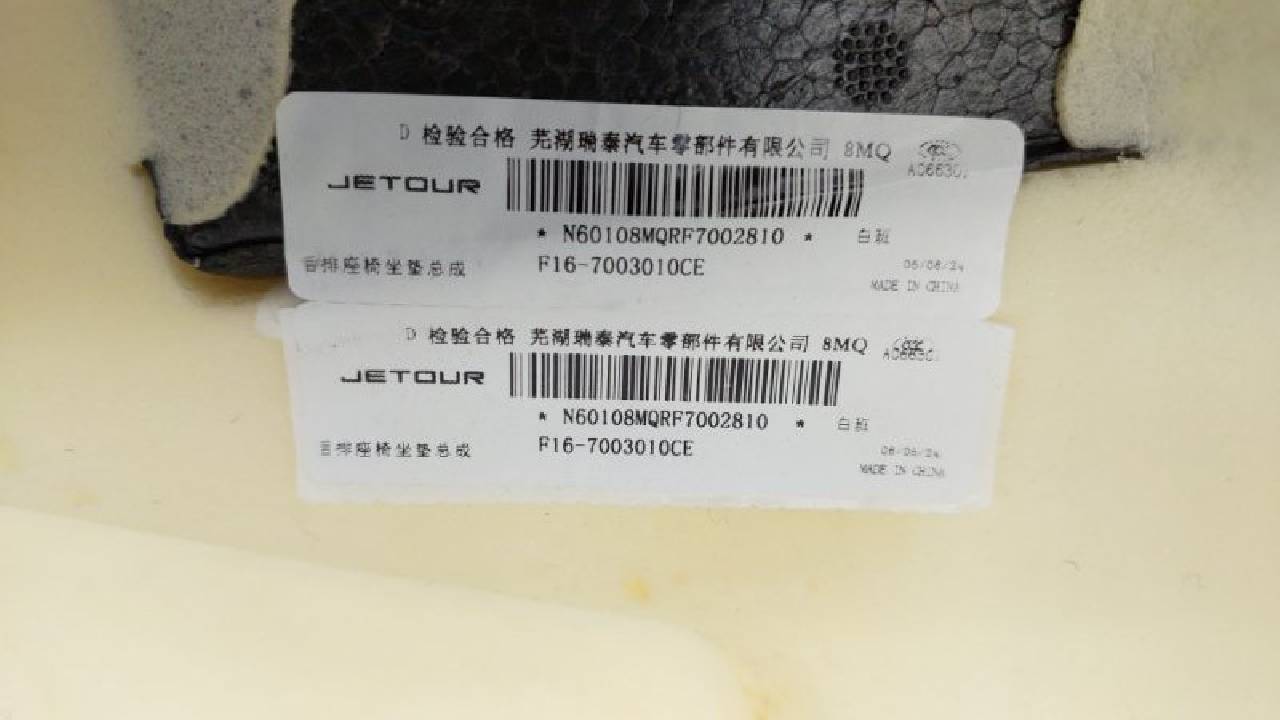 D 检验合格 芜湖瑞泰汽车零部件有限公司 8MQ
A066301
JETOUR
* N60108MQRF7002810 * 白班
排座椅坐垫总成 F16-7003010CE
MADE IN CHINA
D 检验合格 芜湖瑞泰汽车零部件有限公司 8MQ
A066301
JETOUR
* N60108MQRF7002810 * 白班
排座椅坐垫总成 F16-7003010CE
MADE IN CHINA